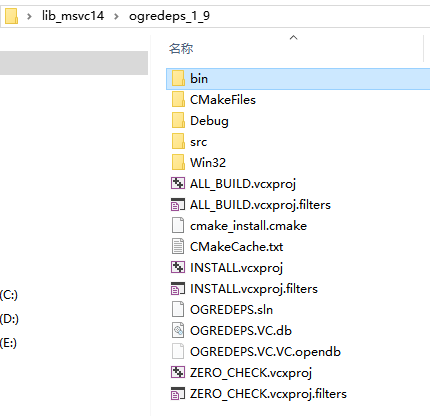 lib_msvc14 > ogredeps_1_9
名称
bin
CMakeFiles
Debug
src
Win32
ALL_BUILD.vcxproj
ALL_BUILD.vcxproj.filters
cmake_install.cmake
CMakeCache.txt
INSTALL.vcxproj
(C:)
INSTALL.vcxproj.filters
(D:)
OGREDEPS.sln
OGREDEPS.VC.db
(E:)
OGREDEPS.VC.VC.opendb
ZERO_CHECK.vcxproj
ZERO_CHECK.vcxproj.filters